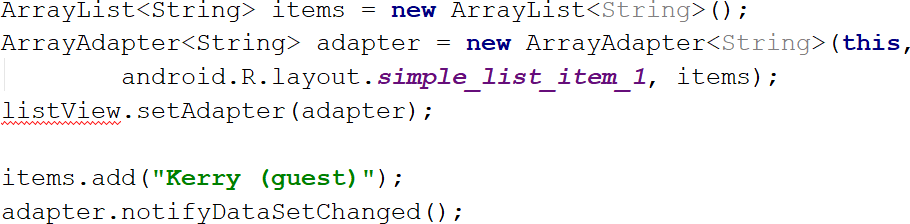 ArrayList<String> items = new ArrayList<String>();
ArrayAdapter<String> adapter = new ArrayAdapter<String>(this,
android.R.layout.simple_list_item_1, items);
listView.setAdapter(adapter);
items.add("Kerry (guest)");
adapter.notifyDataSetChanged();